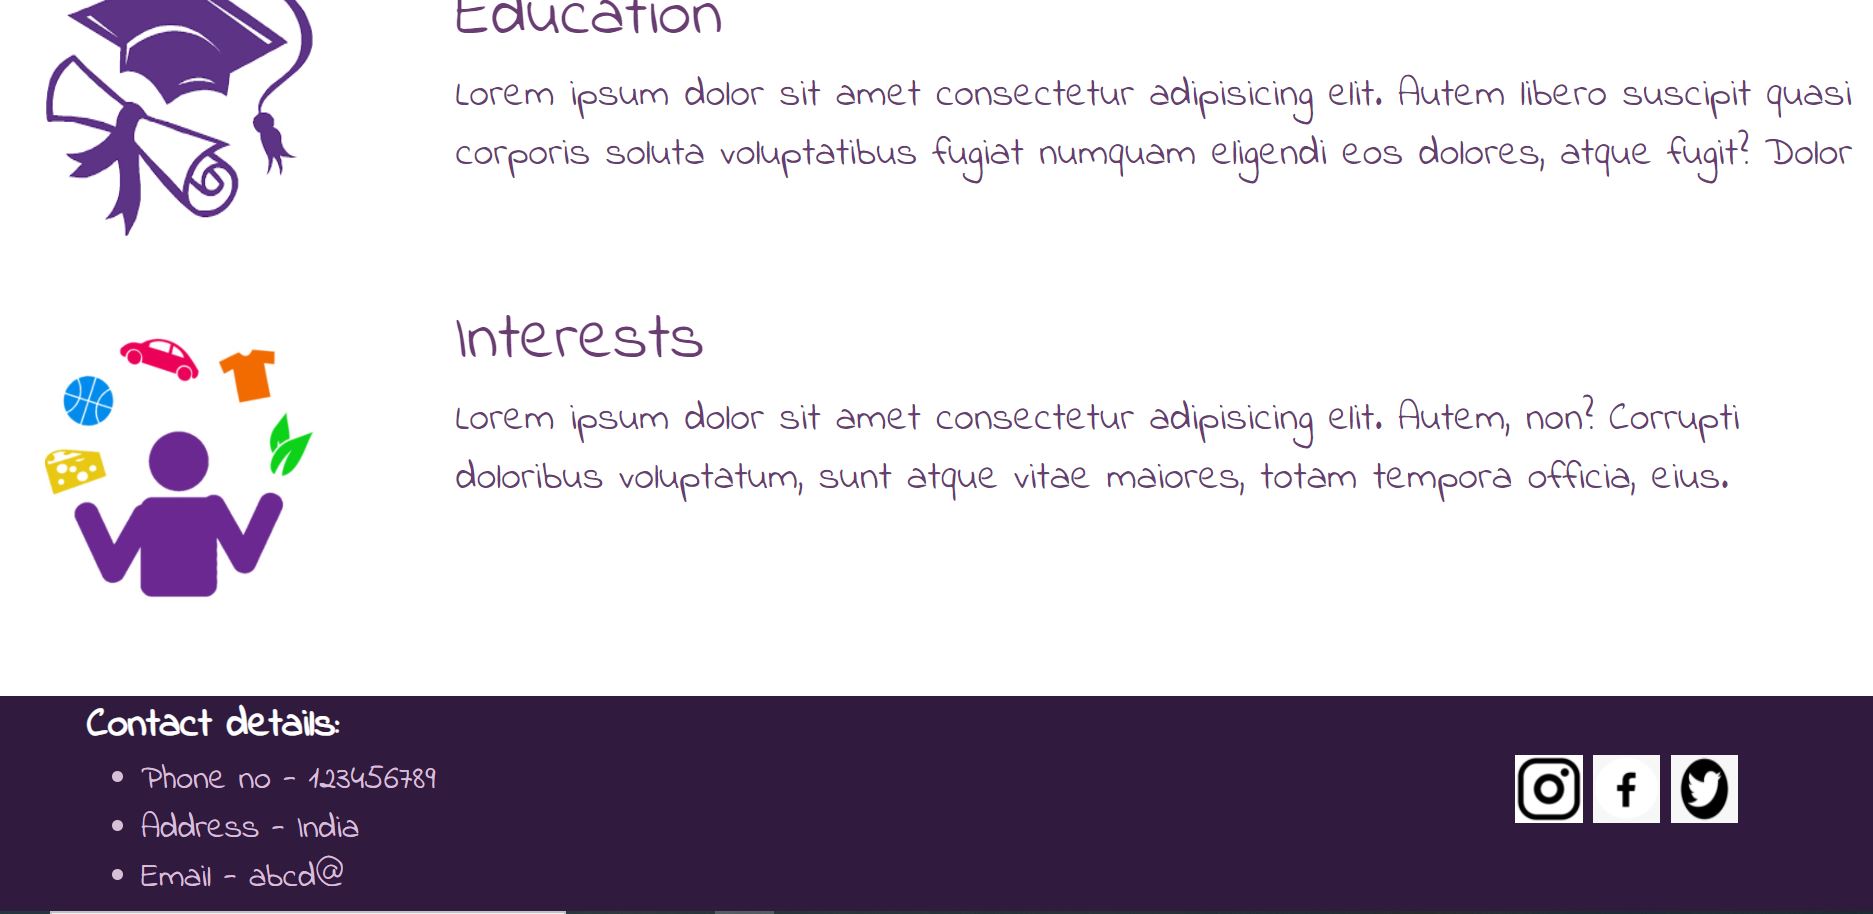 Education
Lorem ipsum dolor sit amet consectetur adipisicing elit. Autem libero suscipit quasi
corporis soluta voluptatibus fugiat numquam eligendi eos dolores, atque fugit? Dolor
Interests
Lorem ipsum dolor sit amet consectetur adipisicing elit. Autem, non? Corrupti
doloribus voluptatum, sunt atque vitae maiores, totam tempora officia, eius.
Contact details:
• Phone no - 123456789
• Address - India
• Email - abcd@